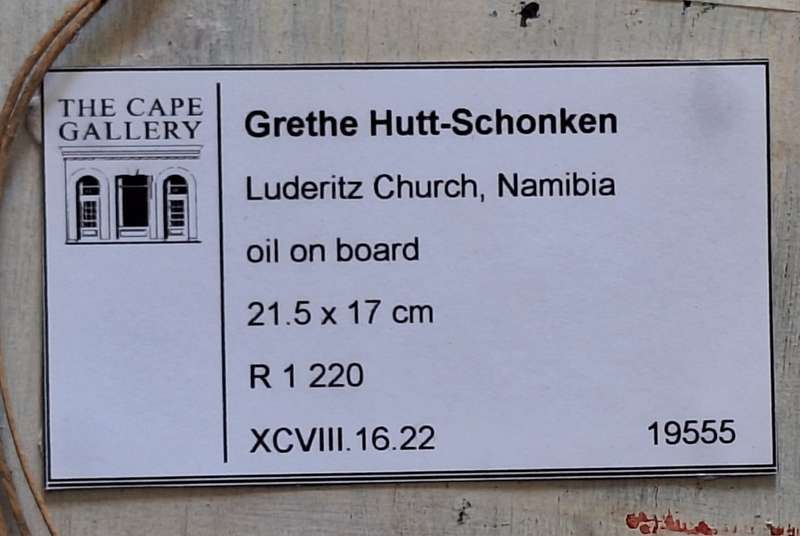 THE CAPE
GALLERY
Grethe Hutt-Schonken
Luderitz Church, Namibia
oil on board
21.5 x 17 cm
R 1 220
XCVIII.16.22 19555